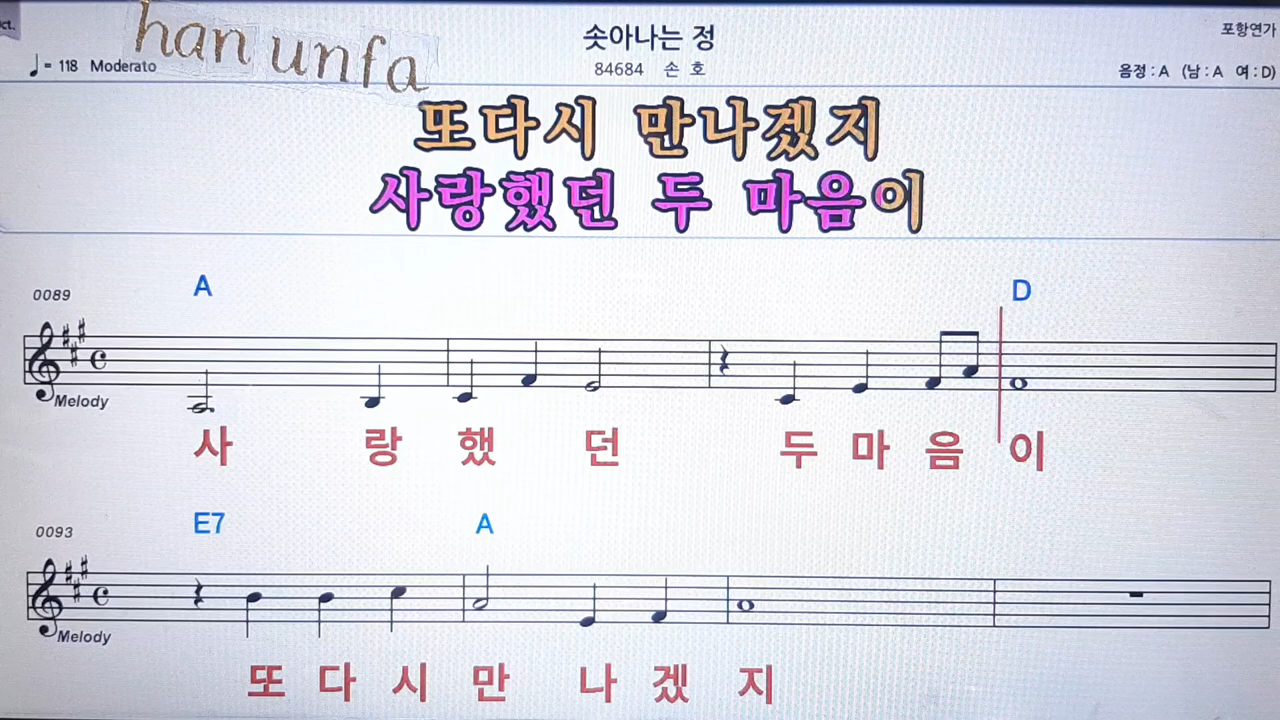 ct.
han unfa
솟아나는 정
포항연가
♩= 118 Moderato
84684 손 호
음정 : A (남 : A 여 : D)
또다시 만나겠지
사랑했던 두 마음이
0089
A D
Melody
사 랑 했 던 두 마 음 이
0093
E7 A
Melody
또 다 시 만 나 겠 지